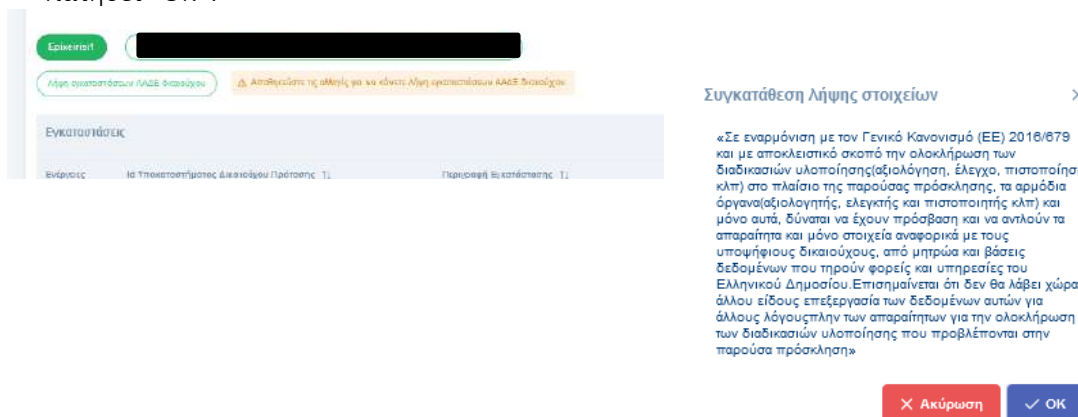 Epixeirisi1
Λήψη εγκαταστάσεων ΑΑΔΕ δικαιούχου
Αποθηκεύστε τις αλλαγές για να κάνετε Λήψη εγκαταστάσεων ΑΑΔΕ δικαιούχου
Εγκαταστάσεις
Ενέργειες Id Υποκαταστήματος Δικαιούχου Πρότασης Περιγραφή Εγκατάστασης
Συγκατάθεση Λήψης στοιχείων
«Σε εναρμόνιση με τον Γενικό Κανονισμό (ΕΕ) 2016/679
και με αποκλειστικό σκοπό την ολοκλήρωση των
διαδικασιών υλοποίησης(αξιολόγηση, έλεγχο, πιστοποίησ
κλπ) στο πλαίσιο της παρούσας πρόσκλησης, τα αρμόδια
όργανα(αξιολογητής, ελεγκτής και πιστοποιητής κλπ) και
μόνο αυτά, δύναται να έχουν πρόσβαση και να αντλούν τα
απαραίτητα και μόνο στοιχεία αναφορικά με τους
υποψήφιους δικαιούχους, από μητρώα και βάσεις
δεδομένων που τηρούν φορείς και υπηρεσίες του
Ελληνικού Δημοσίου.Επισημαίνεται ότι δεν θα λάβει χώρα
άλλου είδους επεξεργασία των δεδομένων αυτών για
άλλους λόγουςπλην των απαραίτητων για την ολοκλήρωση
των διαδικασιών υλοποίησης που προβλέπονται στην
παρούσα πρόσκληση»
Ακύρωση OK